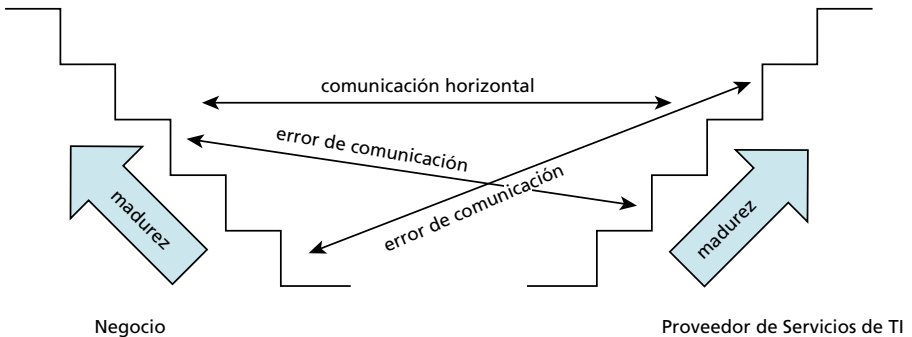 comunicación horizontal
error de comunicación
error de comunicación
madurez
madurez
Negocio
Proveedor de Servicios de TI